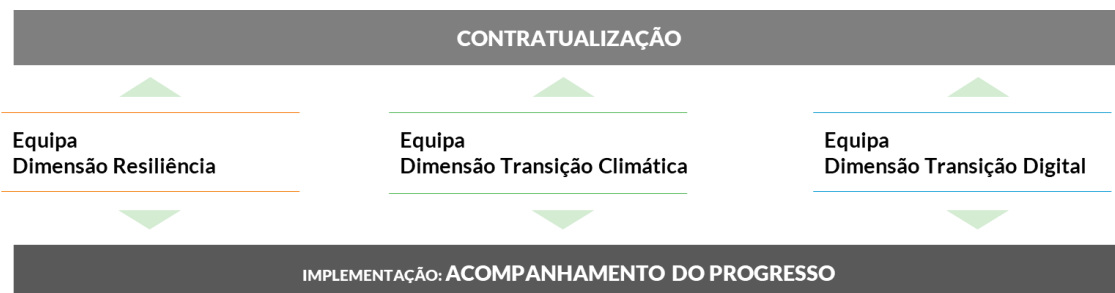 CONTRATUALIZAÇÃO
Equipa
Dimensão Resiliência
Equipa
Dimensão Transição Climática
Equipa
Dimensão Transição Digital
IMPLEMENTAÇÃO: ACOMPANHAMENTO DO PROGRESSO